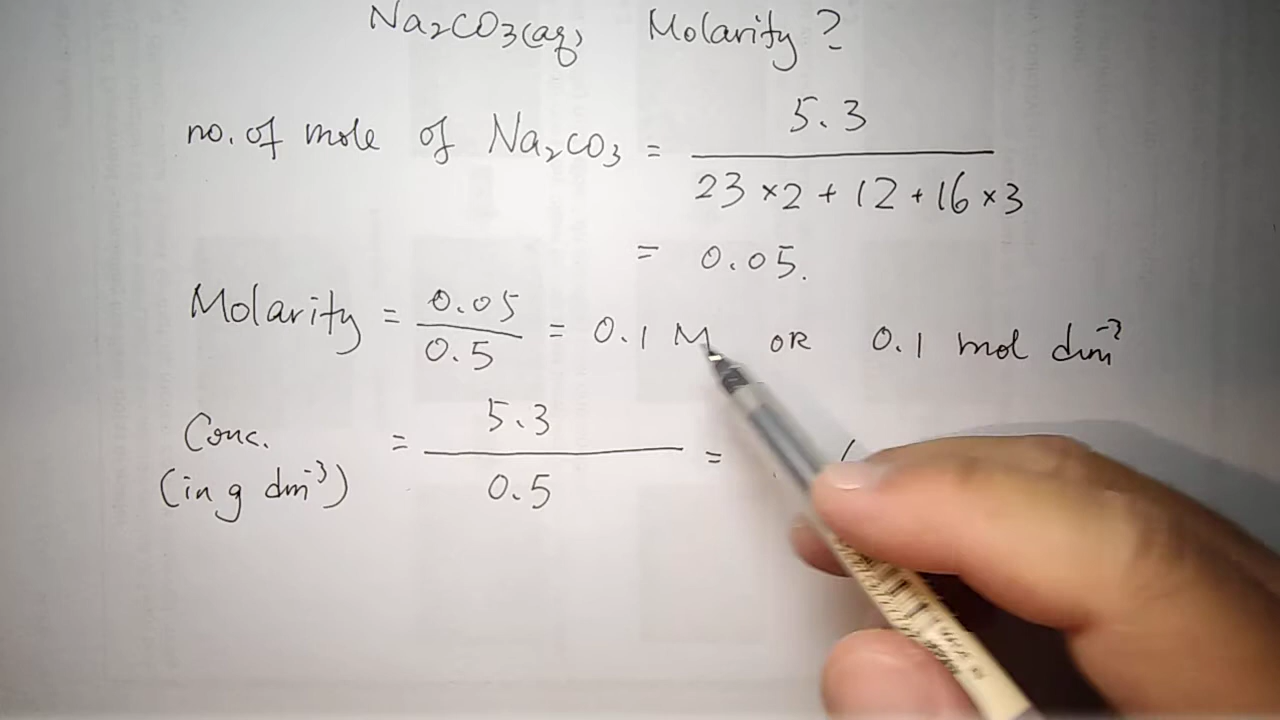 Na₂CO₃(aq) Molarity ?
no. of mole of Na₂CO₃ = 5.3 / 23 × 2 + 12 + 16 × 3
= 0.05.
Molarity = 0.05 / 0.5 = 0.1 M OR 0.1 mol dm⁻³
Conc. (in g dm⁻³) = 5.3 / 0.5 =